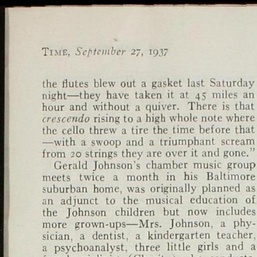 TIME, September 27, 1937
the flutes blew out a gasket last Saturday
night—they have taken it at 45 miles an
hour and without a quiver. There is that
crescendo rising to a high whole note where
the cello threw a tire the time before that
—with a swoop and a triumphant scream
from 20 strings they are over it and gone."
Gerald Johnson's chamber music group
meets twice a month in his Baltimore
suburban home, was originally planned as
an adjunct to the musical education of
the Johnson children but now includes
more grown-ups—Mrs. Johnson, a phy-
sician, a dentist, a kindergarten teacher,
a psychoanalyst, three little girls and a